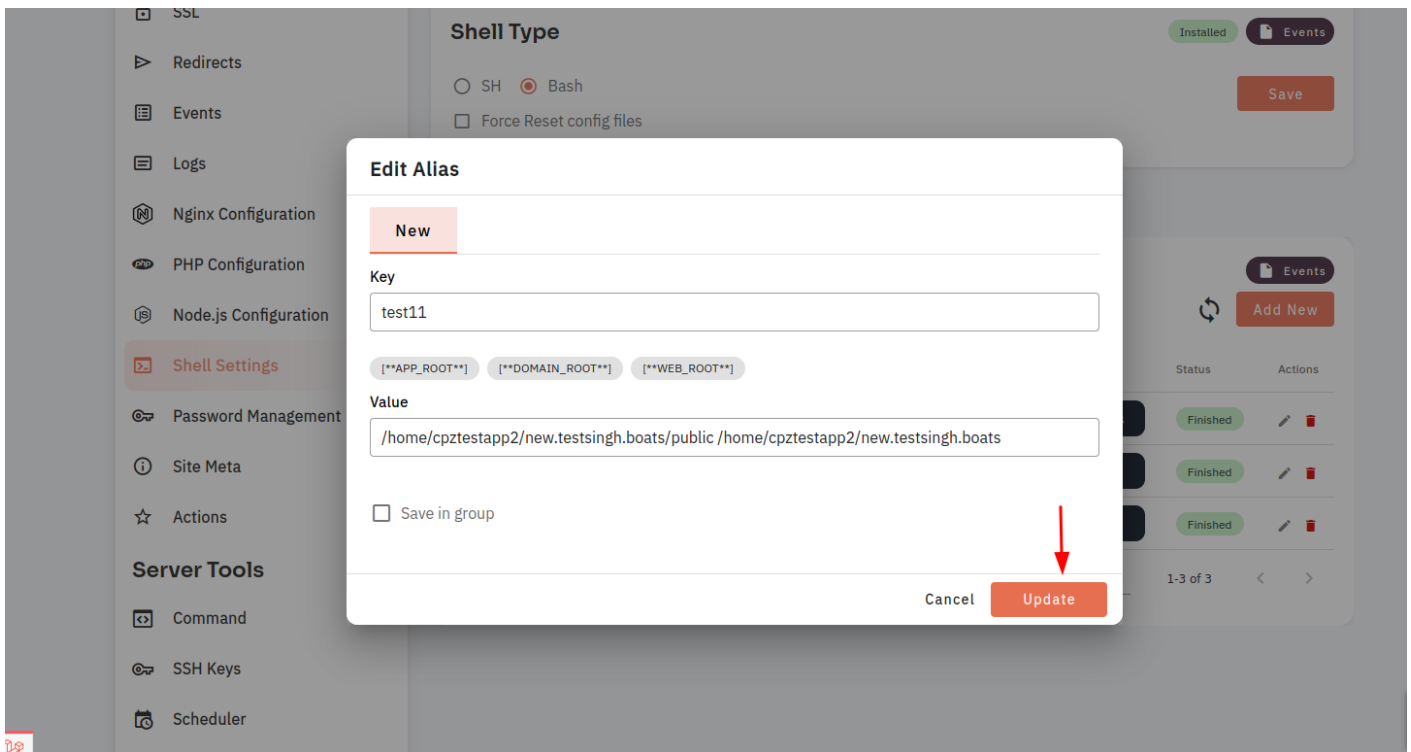 SSL
Redirects
Events
Logs
Nginx Configuration
PHP Configuration
Node.js Configuration
Shell Settings
Password Management
Site Meta
Actions
Server Tools
Command
SSH Keys
Scheduler
Shell Type
Installed
Events
SH
Bash
Save
Force Reset config files
Edit Alias
New
Key
test11
[**APP_ROOT**] [**DOMAIN_ROOT**] [**WEB_ROOT**]
Value
/home/cpztestapp2/new.testsingh.boats/public /home/cpztestapp2/new.testsingh.boats
Save in group
Cancel
Update
Events
Add New
Status
Actions
Finished
Finished
Finished
1-3 of 3